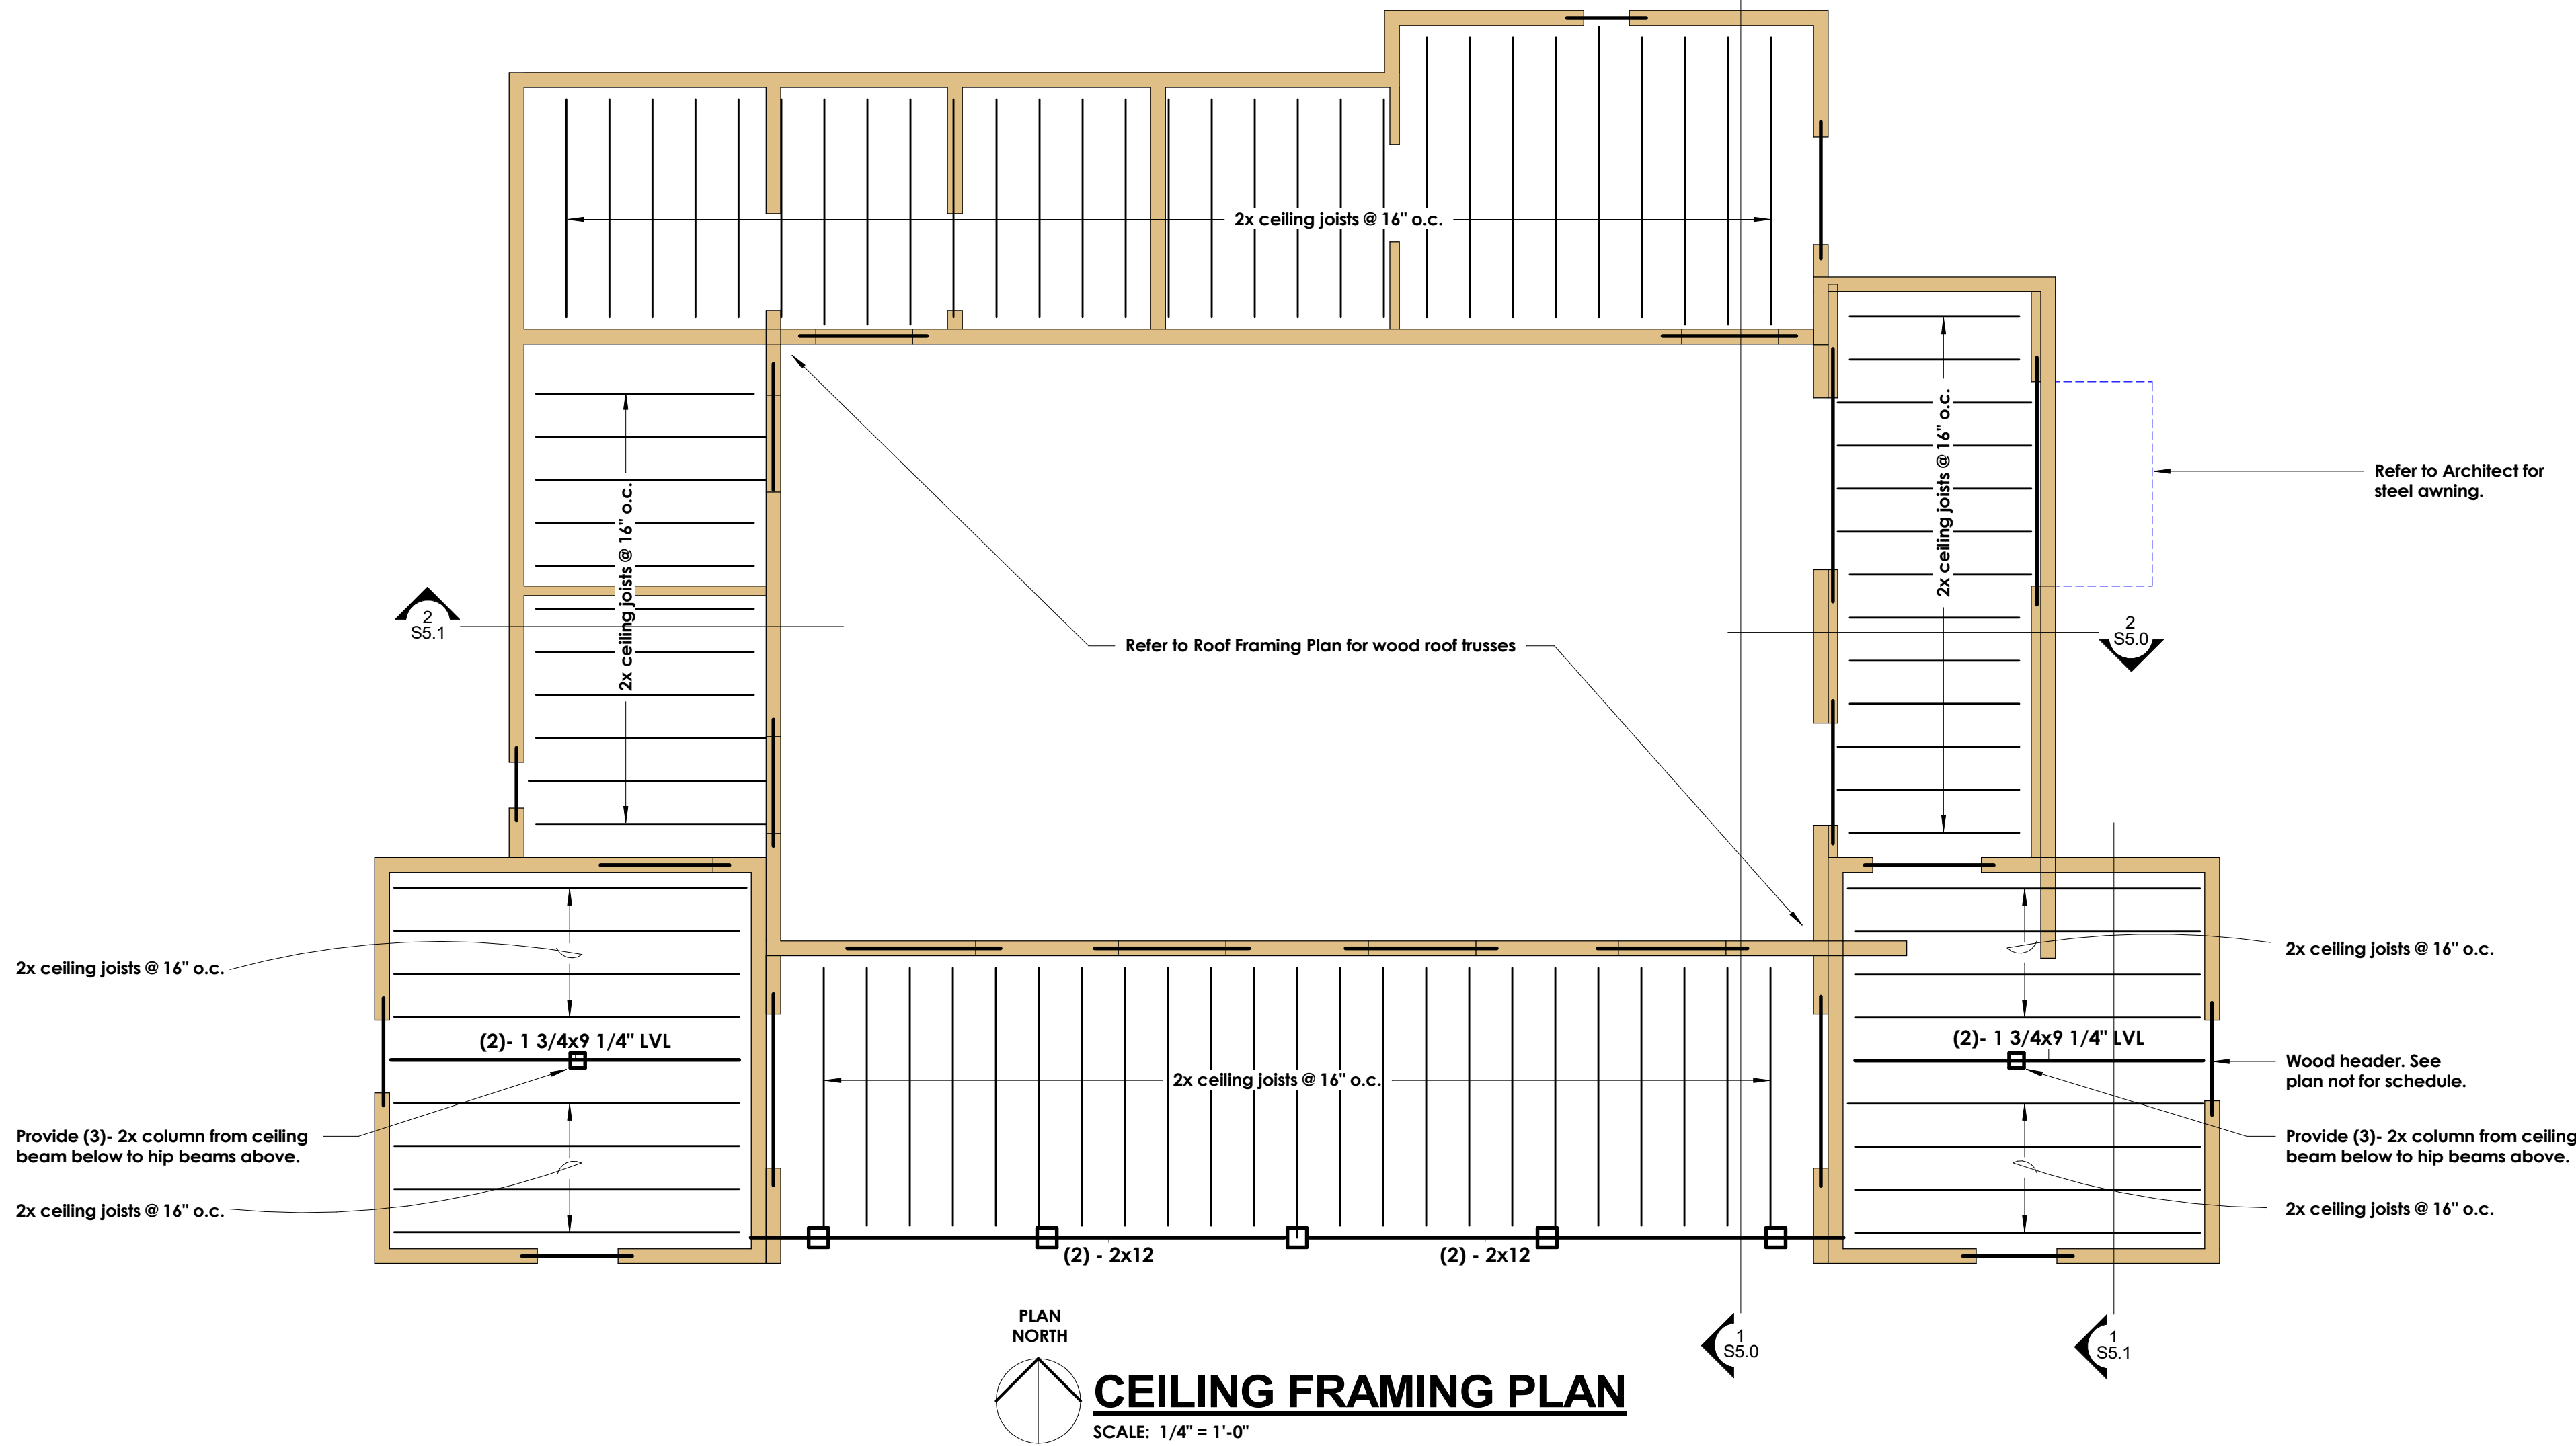 2x ceiling joists @ 16" o.c.
2x ceiling joists @ 16" o.c.
2x ceiling joists @ 16" o.c.
Refer to Architect for
steel awning.
2
S5.1
2
S5.0
Refer to Roof Framing Plan for wood roof trusses
2x ceiling joists @ 16" o.c.
2x ceiling joists @ 16" o.c.
(2)- 1 3/4x9 1/4" LVL
(2)- 1 3/4x9 1/4" LVL
Wood header. See
plan not for schedule.
2x ceiling joists @ 16" o.c.
Provide (3)- 2x column from ceiling
beam below to hip beams above.
Provide (3)- 2x column from ceiling
beam below to hip beams above.
2x ceiling joists @ 16" o.c.
2x ceiling joists @ 16" o.c.
(2) - 2x12
(2) - 2x12
PLAN
NORTH
1
S5.0
1
S5.1
CEILING FRAMING PLAN
SCALE: 1/4" = 1'-0"